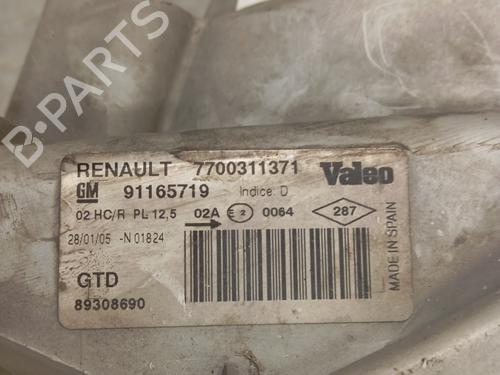 RENAULT 7700311371 Valeo
GM 91165719 Indice: D
02 HC/R PL 12,5 02A E2 0064 287
28/01/05 -N 01824
GTD
89308690
MADE IN SPAIN
B-PARTS